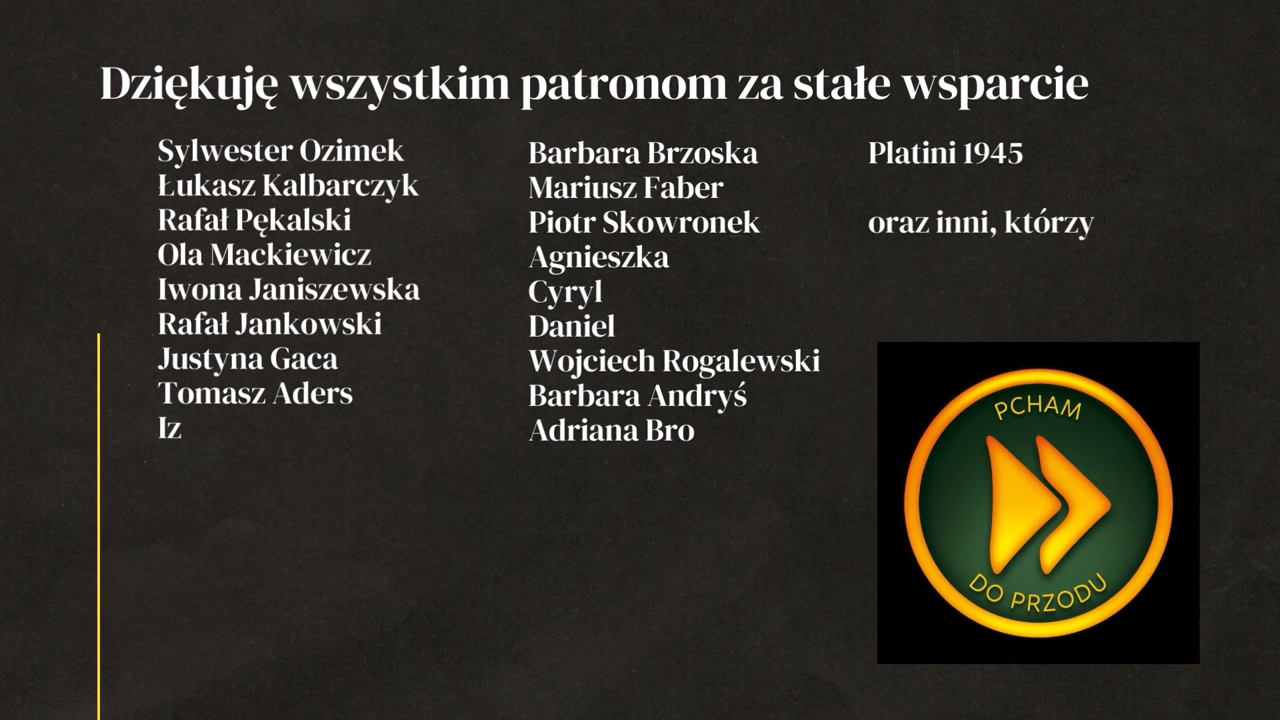 Dziękuję wszystkim patronom za stałe wsparcie
Sylwester Ozimek
Łukasz Kalbarczyk
Rafał Pękalski
Ola Mackiewicz
Iwona Janiszewska
Rafał Jankowski
Justyna Gaca
Tomasz Aders
Iz
Barbara Brzoska
Mariusz Faber
Piotr Skowronek
Agnieszka
Cyryl
Daniel
Wojciech Rogalewski
Barbara Andryś
Adriana Bro
Platini 1945
oraz inni, którzy
PCHAM
DO PRZODU